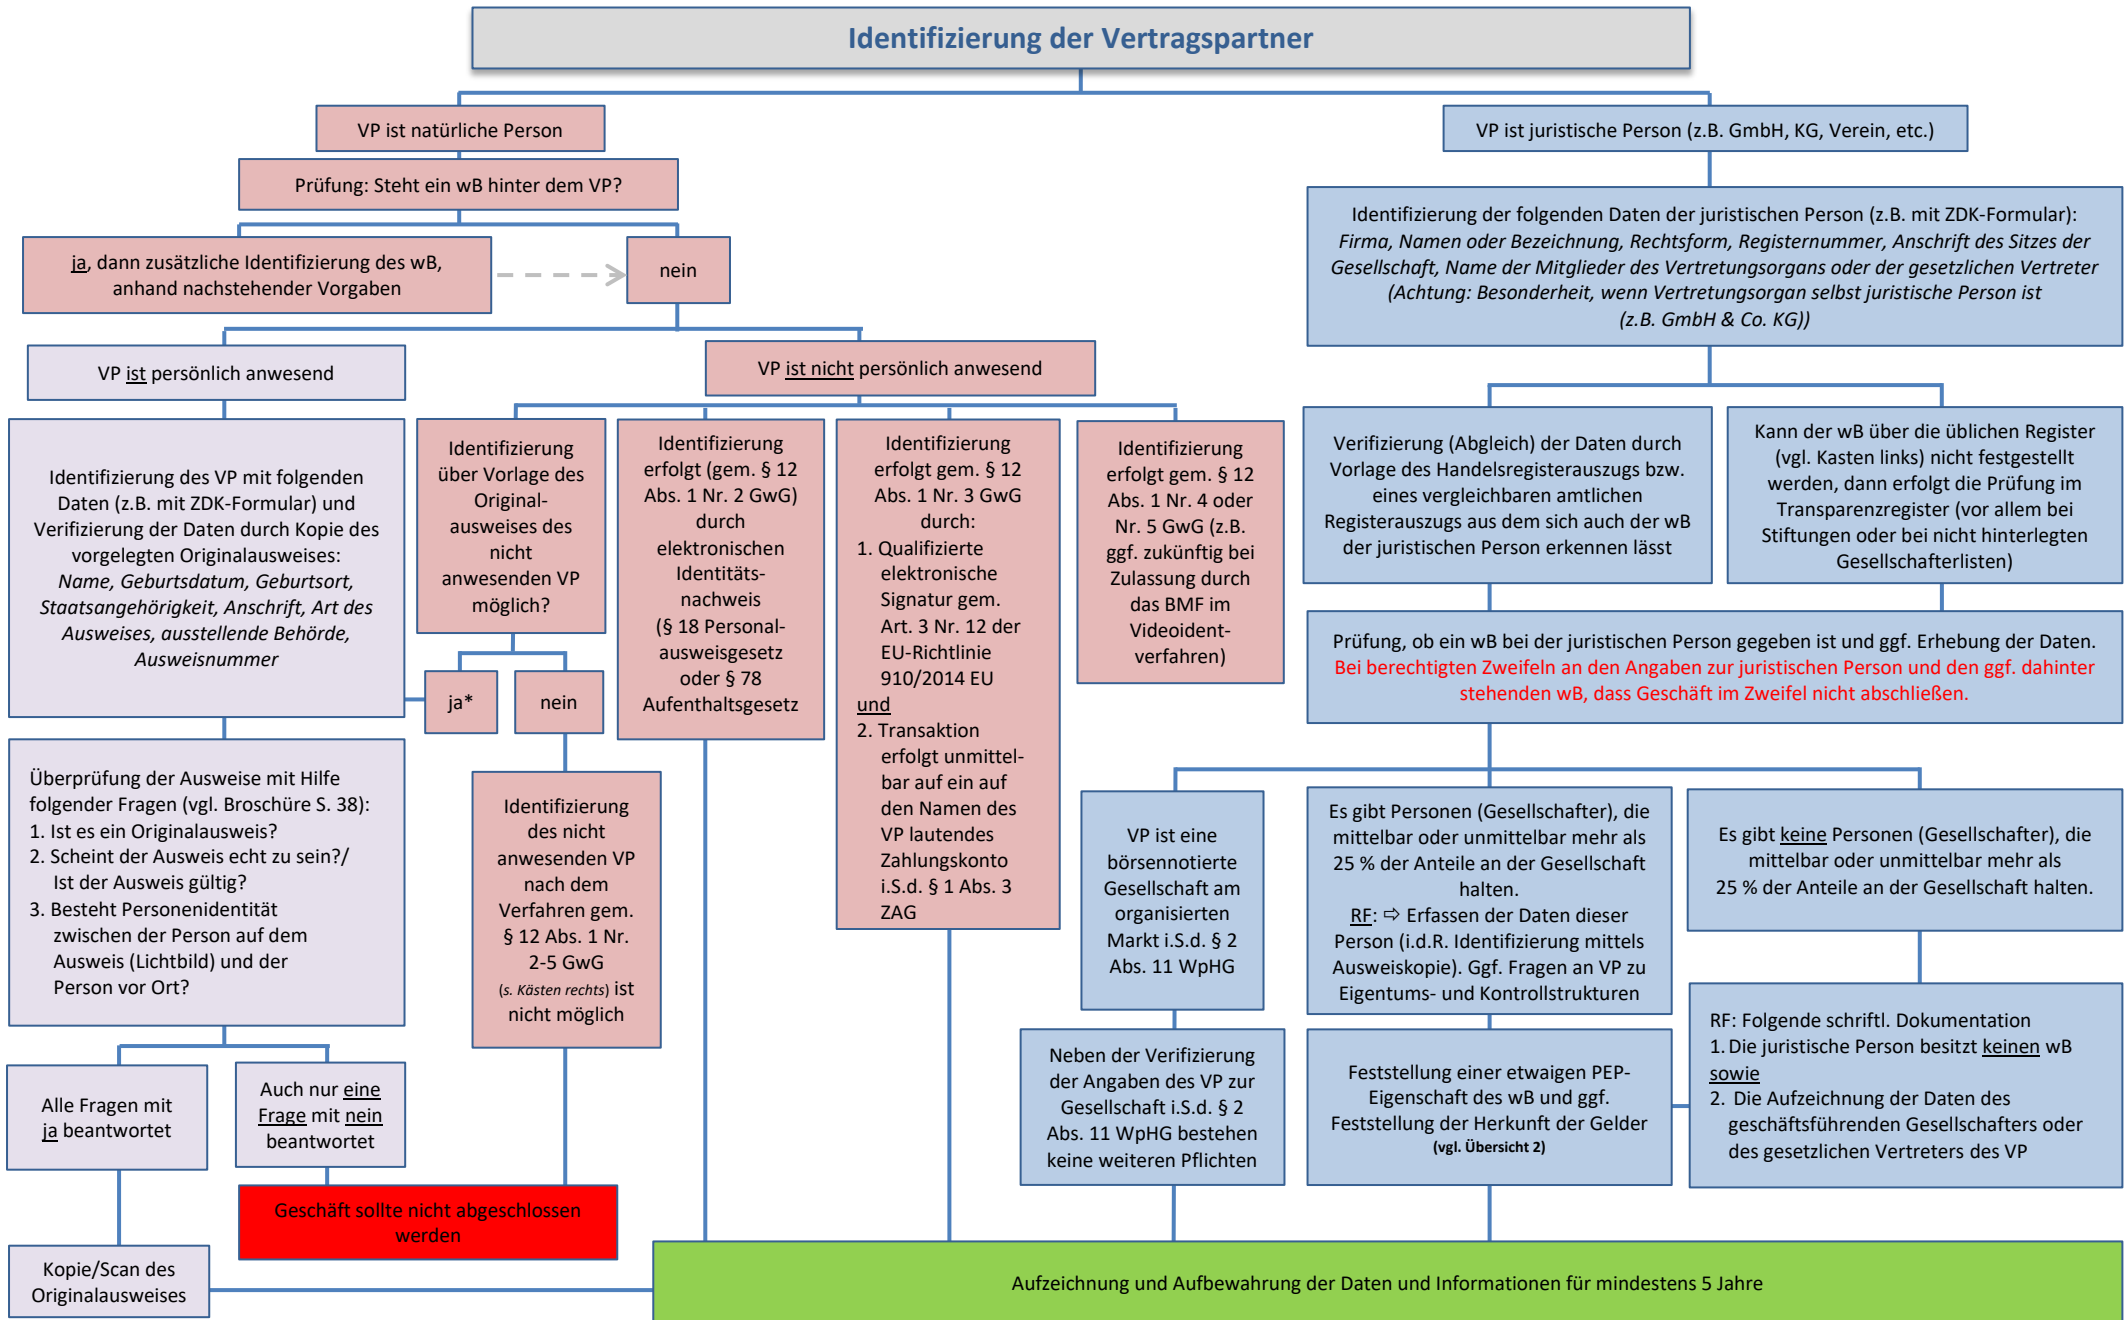 Identifizierung der Vertragspartner
VP ist natürliche Person
VP ist juristische Person (z.B. GmbH, KG, Verein, etc.)
Prüfung: Steht ein wB hinter dem VP?
ja, dann zusätzliche Identifizierung des wB,
anhand nachstehender Vorgaben
nein
Identifizierung der folgenden Daten der juristischen Person (z.B. mit ZDK-Formular):
Firma, Namen oder Bezeichnung, Rechtsform, Registernummer, Anschrift des Sitzes der
Gesellschaft, Name der Mitglieder des Vertretungsorgans oder der gesetzlichen Vertreter
(Achtung: Besonderheit, wenn Vertretungsorgan selbst juristische Person ist
(z.B. GmbH & Co. KG))
VP ist persönlich anwesend
VP ist nicht persönlich anwesend
Identifizierung des VP mit folgenden
Daten (z.B. mit ZDK-Formular) und
Verifizierung der Daten durch Kopie des
vorgelegten Originalausweises:
Name, Geburtsdatum, Geburtsort,
Staatsangehörigkeit, Anschrift, Art des
Ausweises, ausstellende Behörde,
Ausweisnummer
Identifizierung
über Vorlage des
Original-
ausweises des
nicht
anwesenden VP
möglich?
ja*
nein
Identifizierung
erfolgt (gem. § 12
Abs. 1 Nr. 2 GwG)
durch
elektronischen
Identitäts-
nachweis
(§ 18 Personal-
ausweisgesetz
oder § 78
Aufenthaltsgesetz
Identifizierung
erfolgt gem. § 12
Abs. 1 Nr. 3 GwG
durch:
1. Qualifizierte
elektronische
Signatur gem.
Art. 3 Nr. 12 der
EU-Richtlinie
910/2014 EU
und
2. Transaktion
erfolgt unmittel-
bar auf ein auf
den Namen des
VP lautendes
Zahlungskonto
i.S.d. § 1 Abs. 3
ZAG
Identifizierung
erfolgt gem. § 12
Abs. 1 Nr. 4 oder
Nr. 5 GwG (z.B.
ggf. zukünftig bei
Zulassung durch
das BMF im
Videoident-
verfahren)
Verifizierung (Abgleich) der Daten durch
Vorlage des Handelsregisterauszugs bzw.
eines vergleichbaren amtlichen
Registerauszugs aus dem sich auch der wB
der juristischen Person erkennen lässt
Kann der wB über die üblichen Register
(vgl. Kasten links) nicht festgestellt
werden, dann erfolgt die Prüfung im
Transparenzregister (vor allem bei
Stiftungen oder bei nicht hinterlegten
Gesellschafterlisten)
Prüfung, ob ein wB bei der juristischen Person gegeben ist und ggf. Erhebung der Daten.
Bei berechtigten Zweifeln an den Angaben zur juristischen Person und den ggf. dahinter
stehenden wB, dass Geschäft im Zweifel nicht abschließen.
Überprüfung der Ausweise mit Hilfe
folgender Fragen (vgl. Broschüre S. 38):
1. Ist es ein Originalausweis?
2. Scheint der Ausweis echt zu sein?/
Ist der Ausweis gültig?
3. Besteht Personenidentität
zwischen der Person auf dem
Ausweis (Lichtbild) und der
Person vor Ort?
Identifizierung
des nicht
anwesenden VP
nach dem
Verfahren gem.
§ 12 Abs. 1 Nr.
2-5 GwG
(s. Kästen rechts) ist
nicht möglich
VP ist eine
börsennotierte
Gesellschaft am
organisierten
Markt i.S.d. § 2
Abs. 11 WpHG
Es gibt Personen (Gesellschafter), die
mittelbar oder unmittelbar mehr als
25 % der Anteile an der Gesellschaft
halten.
RF: ⇨ Erfassen der Daten dieser
Person (i.d.R. Identifizierung mittels
Ausweiskopie). Ggf. Fragen an VP zu
Eigentums- und Kontrollstrukturen
Es gibt keine Personen (Gesellschafter), die
mittelbar oder unmittelbar mehr als
25 % der Anteile an der Gesellschaft halten.
Neben der Verifizierung
der Angaben des VP zur
Gesellschaft i.S.d. § 2
Abs. 11 WpHG bestehen
keine weiteren Pflichten
Feststellung einer etwaigen PEP-
Eigenschaft des wB und ggf.
Feststellung der Herkunft der Gelder
(vgl. Übersicht 2)
RF: Folgende schriftl. Dokumentation
1. Die juristische Person besitzt keinen wB
sowie
2. Die Aufzeichnung der Daten des
geschäftsführenden Gesellschafters oder
des gesetzlichen Vertreters des VP
Alle Fragen mit
ja beantwortet
Auch nur eine
Frage mit nein
beantwortet
Geschäft sollte nicht abgeschlossen
werden
Kopie/Scan des
Originalausweises
Aufzeichnung und Aufbewahrung der Daten und Informationen für mindestens 5 Jahre